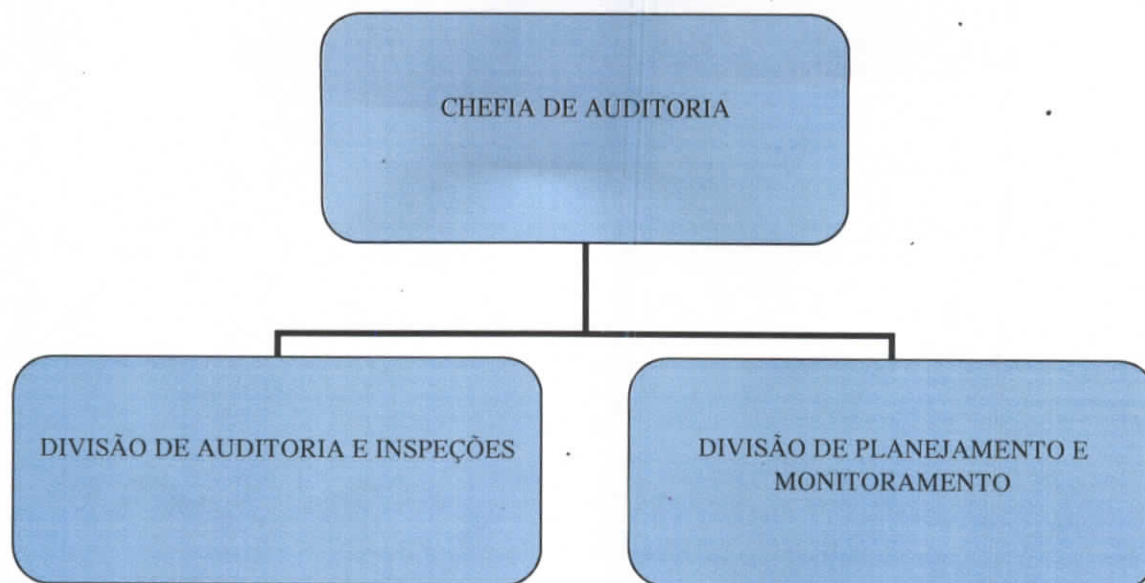 CHEFIA DE AUDITORIA
DIVISÃO DE AUDITORIA E INSPEÇÕES
DIVISÃO DE PLANEJAMENTO E
MONITORAMENTO